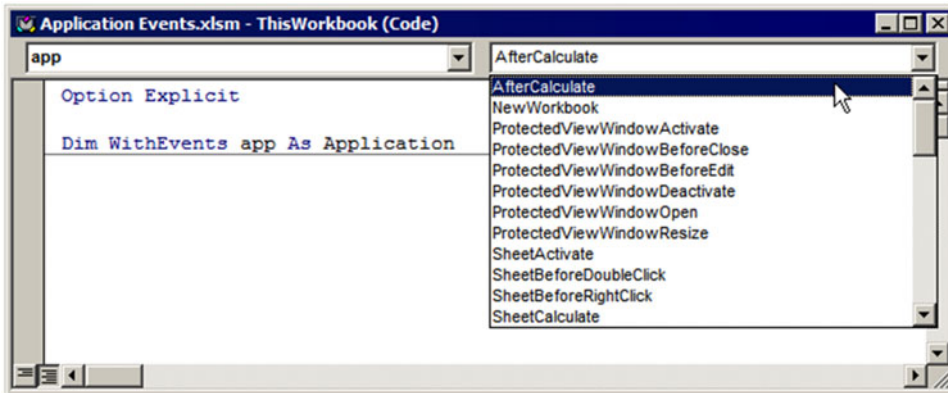 Application Events.xlsm - ThisWorkbook (Code)
app
AfterCalculate
Option Explicit
Dim WithEvents app As Application
AfterCalculate
NewWorkbook
ProtectedViewWindowActivate
ProtectedViewWindowBeforeClose
ProtectedViewWindowBeforeEdit
ProtectedViewWindowDeactivate
ProtectedViewWindowOpen
ProtectedViewWindowResize
SheetActivate
SheetBeforeDoubleClick
SheetBeforeRightClick
SheetCalculate